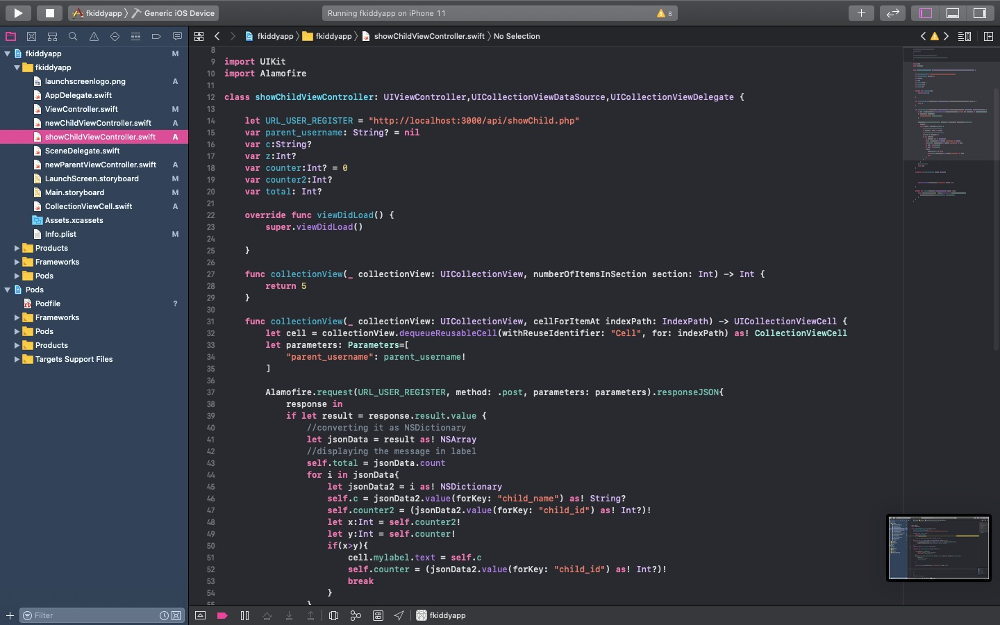 fkiddyapp › Generic iOS Device
Running fkiddyapp on iPhone 11
8
fkiddyapp › fkiddyapp › showChildViewController.swift › No Selection
fkiddyapp M
fkiddyapp
launchscreenlogo.png A
AppDelegate.swift
ViewController.swift M
newChildViewController.swift A
showChildViewController.swift A
SceneDelegate.swift
newParentViewController.swift A
LaunchScreen.storyboard M
Main.storyboard M
CollectionViewCell.swift A
Assets.xcassets
Info.plist M
Products
Frameworks
Pods
Pods
Podfile ?
Frameworks
Pods
Products
Targets Support Files
Filter
8
9 import UIKit
10 import Alamofire
11
12 class showChildViewController: UIViewController,UICollectionViewDataSource,UICollectionViewDelegate {
13
14 let URL_USER_REGISTER = "http://localhost:3000/api/showChild.php"
15 var parent_username: String? = nil
16 var c:String?
17 var z:Int?
18 var counter:Int? = 0
19 var counter2:Int?
20 var total: Int?
21
22 override func viewDidLoad() {
23 super.viewDidLoad()
24
25 }
26
27 func collectionView(_ collectionView: UICollectionView, numberOfItemsInSection section: Int) -> Int {
28 return 5
29 }
30
31 func collectionView(_ collectionView: UICollectionView, cellForItemAt indexPath: IndexPath) -> UICollectionViewCell {
32 let cell = collectionView.dequeueReusableCell(withReuseIdentifier: "Cell", for: indexPath) as! CollectionViewCell
33 let parameters: Parameters=[
34 "parent_username": parent_username!
35 ]
36
37 Alamofire.request(URL_USER_REGISTER, method: .post, parameters: parameters).responseJSON{
38 response in
39 if let result = response.result.value {
40 //converting it as NSDictionary
41 let jsonData = result as! NSArray
42 //displaying the message in label
43 self.total = jsonData.count
44 for i in jsonData{
45 let jsonData2 = i as! NSDictionary
46 self.c = jsonData2.value(forKey: "child_name") as! String?
47 self.counter2 = (jsonData2.value(forKey: "child_id") as! Int?)!
48 let x:Int = self.counter2!
49 let y:Int = self.counter!
50 if(x>y){
51 cell.mylabel.text = self.c
52 self.counter = (jsonData2.value(forKey: "child_id") as! Int?)!
53 break
54 }
55 }
fkiddyapp